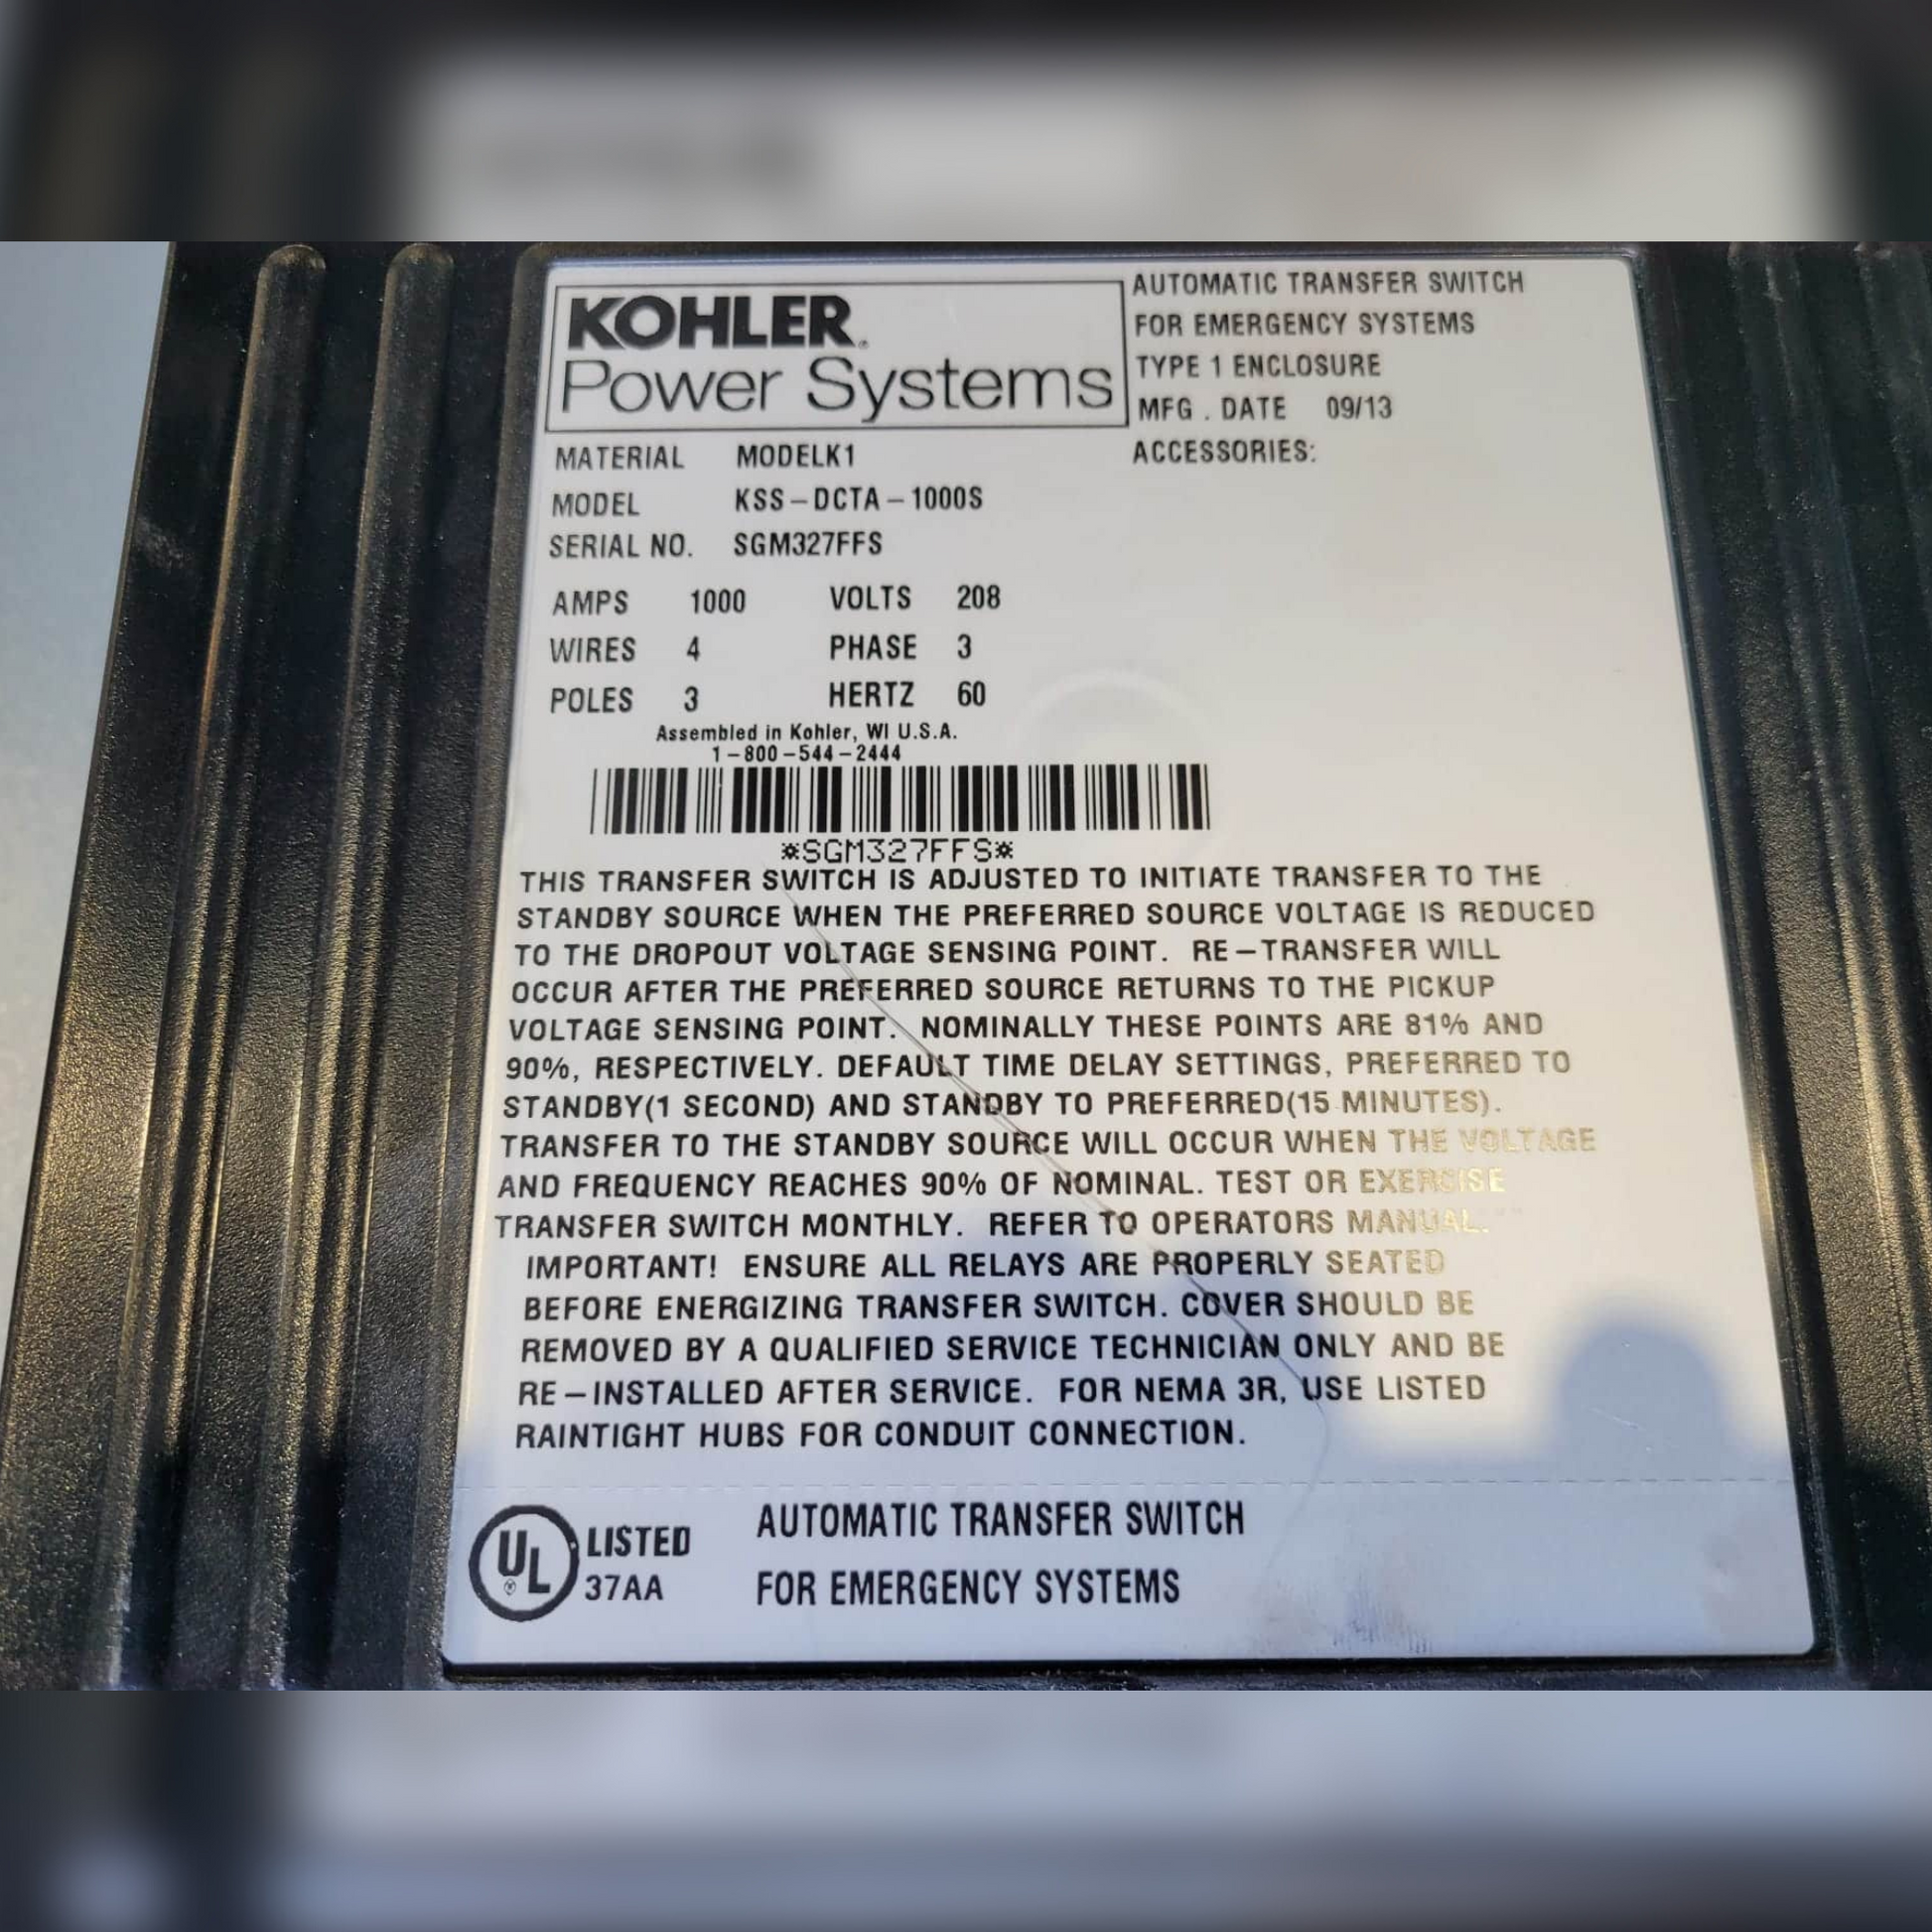 KOHLER®
Power Systems
AUTOMATIC TRANSFER SWITCH
FOR EMERGENCY SYSTEMS
TYPE 1 ENCLOSURE
MFG . DATE 09/13
ACCESSORIES:
MATERIAL MODELK1
MODEL KSS-DCTA-1000S
SERIAL NO. SGM327FFS
AMPS 1000 VOLTS 208
WIRES 4 PHASE 3
POLES 3 HERTZ 60
Assembled in Kohler, WI U.S.A.
1-800-544-2444
*SGM327FFS*
THIS TRANSFER SWITCH IS ADJUSTED TO INITIATE TRANSFER TO THE
STANDBY SOURCE WHEN THE PREFERRED SOURCE VOLTAGE IS REDUCED
TO THE DROPOUT VOLTAGE SENSING POINT. RE-TRANSFER WILL
OCCUR AFTER THE PREFERRED SOURCE RETURNS TO THE PICKUP
VOLTAGE SENSING POINT. NOMINALLY THESE POINTS ARE 81% AND
90%, RESPECTIVELY. DEFAULT TIME DELAY SETTINGS, PREFERRED TO
STANDBY(1 SECOND) AND STANDBY TO PREFERRED(15 MINUTES).
TRANSFER TO THE STANDBY SOURCE WILL OCCUR WHEN THE VOLTAGE
AND FREQUENCY REACHES 90% OF NOMINAL. TEST OR EXERCISE
TRANSFER SWITCH MONTHLY. REFER TO OPERATORS MANUAL.
IMPORTANT! ENSURE ALL RELAYS ARE PROPERLY SEATED
BEFORE ENERGIZING TRANSFER SWITCH. COVER SHOULD BE
REMOVED BY A QUALIFIED SERVICE TECHNICIAN ONLY AND BE
RE-INSTALLED AFTER SERVICE. FOR NEMA 3R, USE LISTED
RAINTIGHT HUBS FOR CONDUIT CONNECTION.
UL LISTED
37AA
AUTOMATIC TRANSFER SWITCH
FOR EMERGENCY SYSTEMS